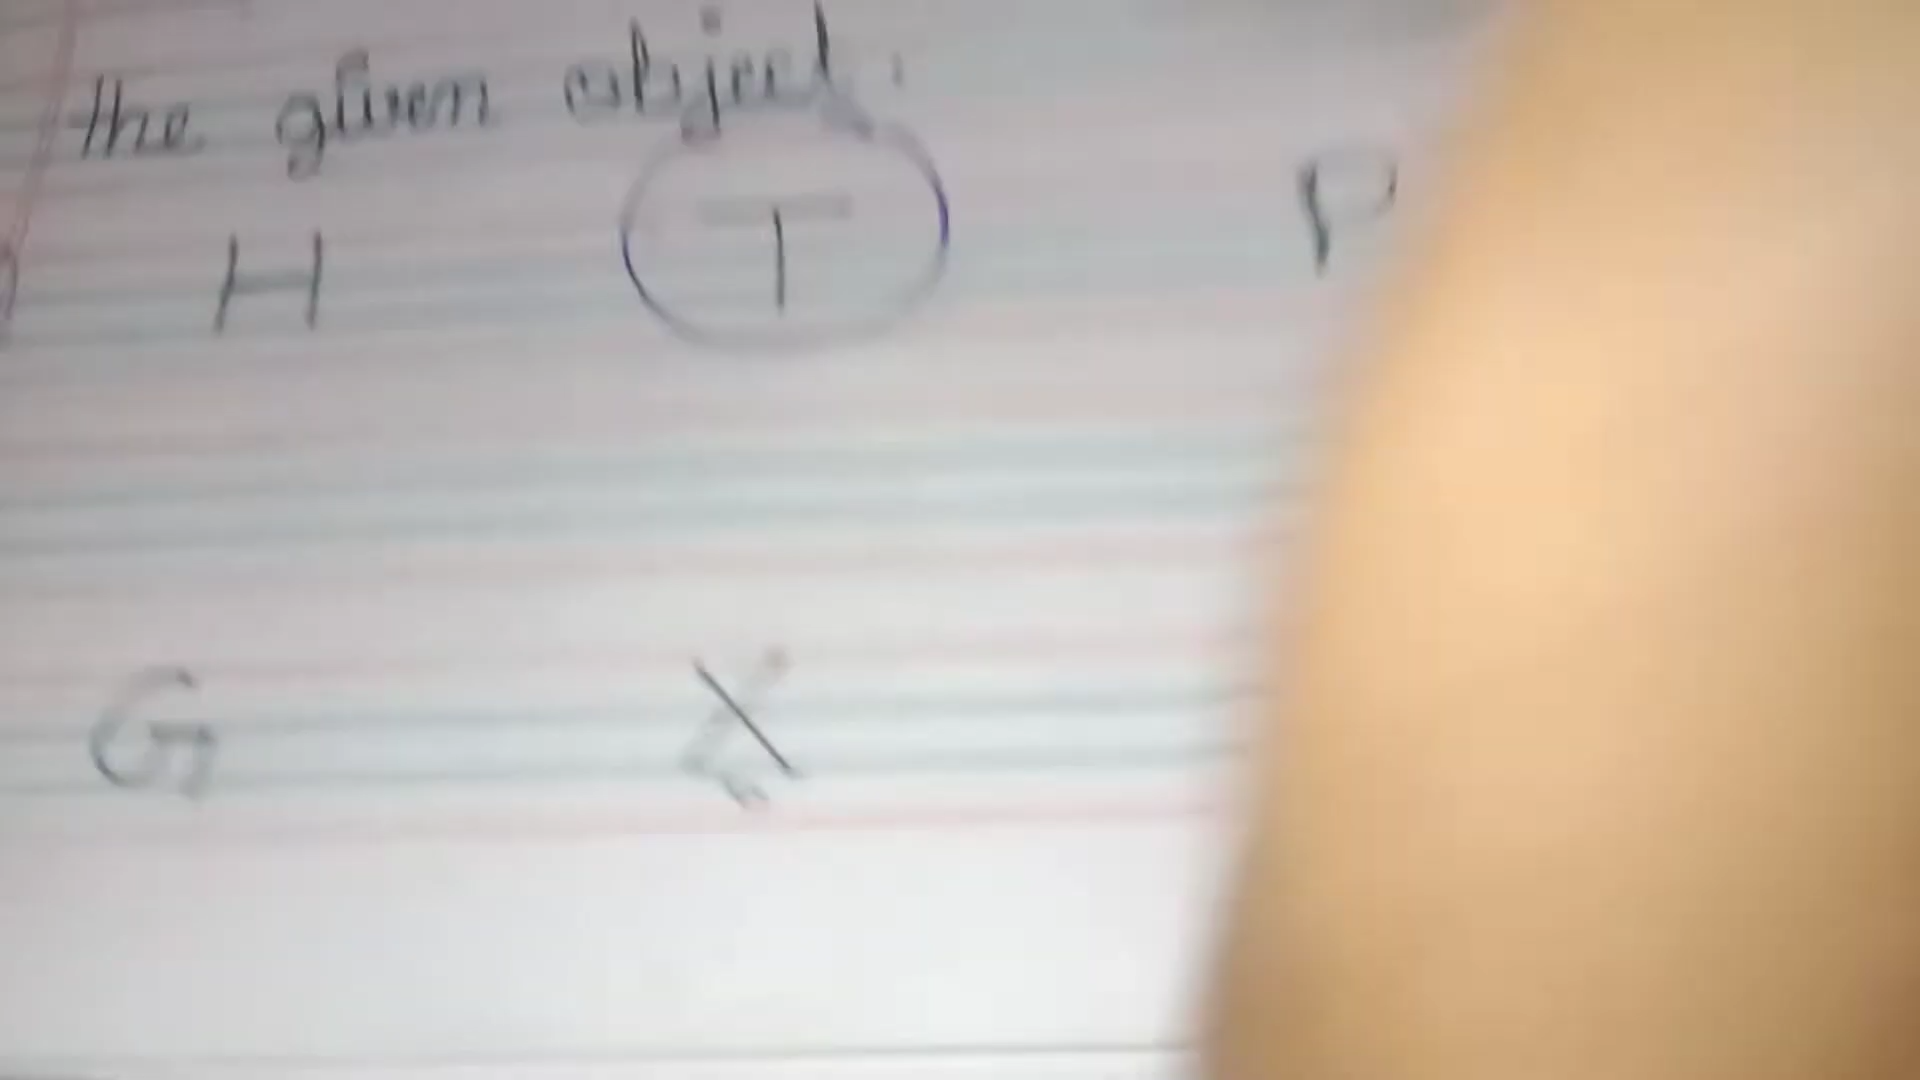 the given object.
H T P
G X